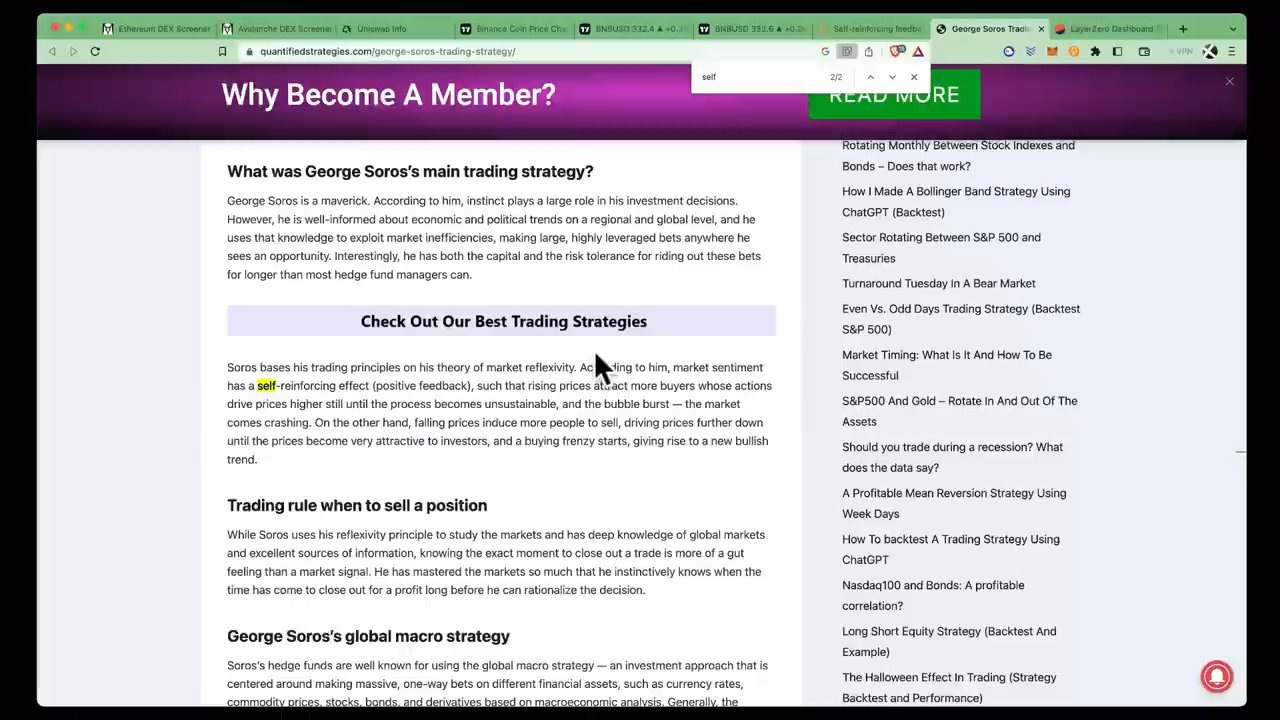 Ethereum DEX Screener
Avalanche DEX Screener
Uniswap Info
Binance Coin Price Cha
BNBUSD 332.4 ▲ +0.3
BNBUSD 332.6 ▲ +0.2
Self-reinforcing feedba
George Soros Tradi
LayerZero Dashboard
quantifiedstrategies.com/george-soros-trading-strategy/
VPN
self
2/2
Why Become A Member?
READ MORE
What was George Soros's main trading strategy?
George Soros is a maverick. According to him, instinct plays a large role in his investment decisions.
However, he is well-informed about economic and political trends on a regional and global level, and he
uses that knowledge to exploit market inefficiencies, making large, highly leveraged bets anywhere he
sees an opportunity. Interestingly, he has both the capital and the risk tolerance for riding out these bets
for longer than most hedge fund managers can.
Check Out Our Best Trading Strategies
Soros bases his trading principles on his theory of market reflexivity. According to him, market sentiment
has a self-reinforcing effect (positive feedback), such that rising prices attract more buyers whose actions
drive prices higher still until the process becomes unsustainable, and the bubble burst — the market
comes crashing. On the other hand, falling prices induce more people to sell, driving prices further down
until the prices become very attractive to investors, and a buying frenzy starts, giving rise to a new bullish
trend.
Trading rule when to sell a position
While Soros uses his reflexivity principle to study the markets and has deep knowledge of global markets
and excellent sources of information, knowing the exact moment to close out a trade is more of a gut
feeling than a market signal. He has mastered the markets so much that he instinctively knows when the
time has come to close out for a profit long before he can rationalize the decision.
George Soros's global macro strategy
Soros's hedge funds are well known for using the global macro strategy — an investment approach that is
centered around making massive, one-way bets on different financial assets, such as currency rates,
commodity prices, stocks, bonds, and derivatives based on macroeconomic analysis. Generally, the
Rotating Monthly Between Stock Indexes and
Bonds – Does that work?
How I Made A Bollinger Band Strategy Using
ChatGPT (Backtest)
Sector Rotating Between S&P 500 and
Treasuries
Turnaround Tuesday In A Bear Market
Even Vs. Odd Days Trading Strategy (Backtest
S&P 500)
Market Timing: What Is It And How To Be
Successful
S&P500 And Gold – Rotate In And Out Of The
Assets
Should you trade during a recession? What
does the data say?
A Profitable Mean Reversion Strategy Using
Week Days
How To backtest A Trading Strategy Using
ChatGPT
Nasdaq100 and Bonds: A profitable
correlation?
Long Short Equity Strategy (Backtest And
Example)
The Halloween Effect In Trading (Strategy
Backtest and Performance)